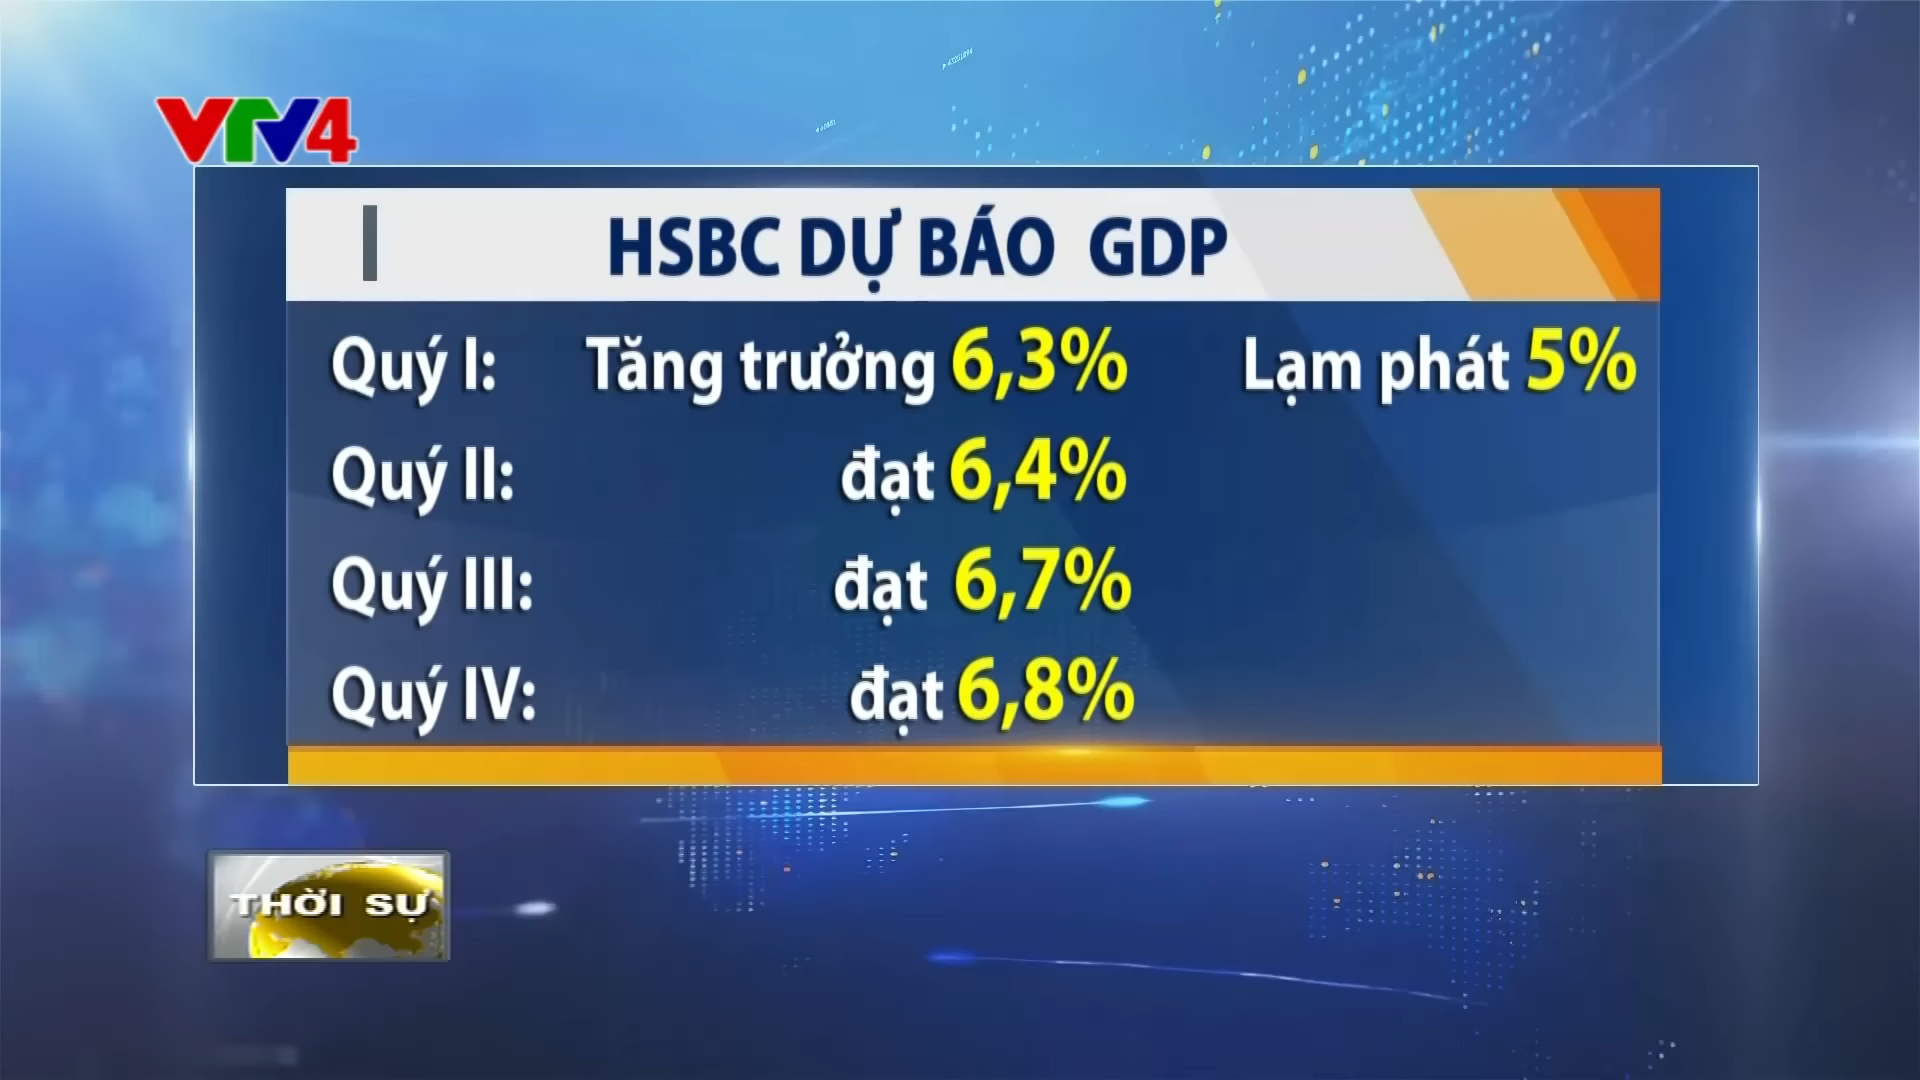 VTV4
HSBC DỰ BÁO GDP
Quý I: Tăng trưởng 6,3% Lạm phát 5%
Quý II: đạt 6,4%
Quý III: đạt 6,7%
Quý IV: đạt 6,8%
THỜI SỰ